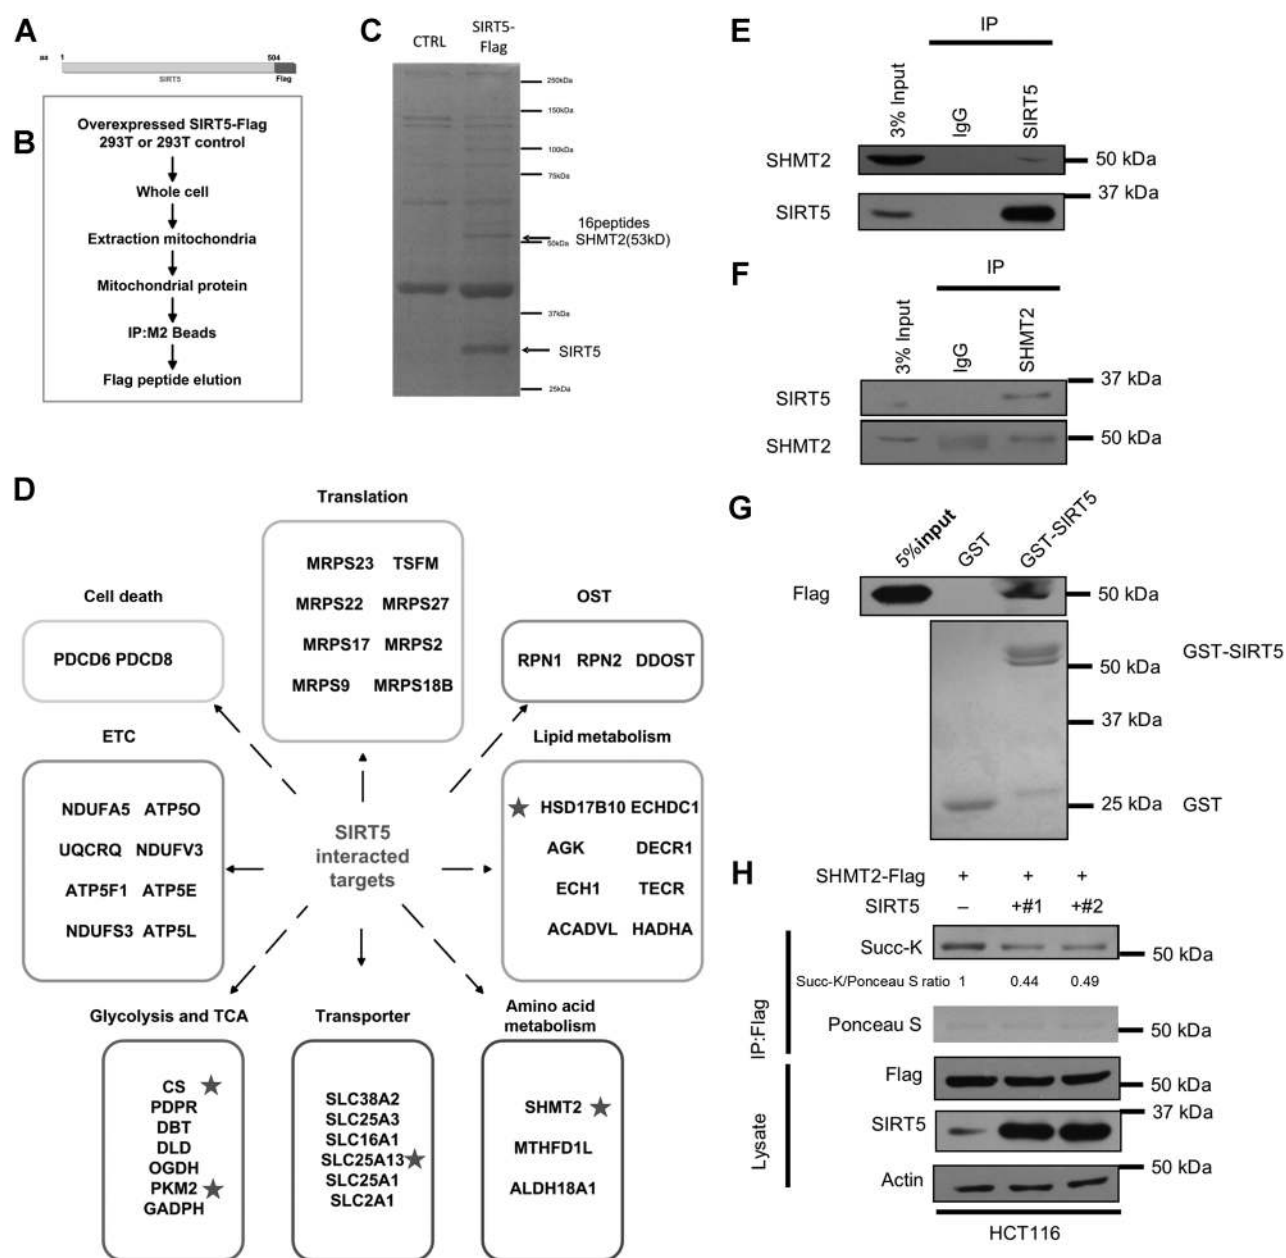 A
aa 1 504
SIRT5 Flag
B
Overexpressed SIRT5-Flag
293T or 293T control
Whole cell
Extraction mitochondria
Mitochondrial protein
IP:M2 Beads
Flag peptide elution
C
CTRL
SIRT5-
Flag
250kDa
150kDa
100kDa
75kDa
16peptides
SHMT2(53kD)
50kDa
37kDa
SIRT5
25kDa
D
Translation
MRPS23 TSFM
MRPS22 MRPS27
MRPS17 MRPS2
MRPS9 MRPS18B
Cell death
PDCD6 PDCD8
OST
RPN1 RPN2 DDOST
ETC
NDUFA5 ATP5O
UQCRQ NDUFV3
ATP5F1 ATP5E
NDUFS3 ATP5L
SIRT5
interacted
targets
Lipid metabolism
HSD17B10 ECHDC1
AGK DECR1
ECH1 TECR
ACADVL HADHA
Glycolysis and TCA
CS
PDPR
DBT
DLD
OGDH
PKM2
GADPH
Transporter
SLC38A2
SLC25A3
SLC16A1
SLC25A13
SLC25A1
SLC2A1
Amino acid
metabolism
SHMT2
MTHFD1L
ALDH18A1
E
IP
3% Input
IgG
SIRT5
SHMT2
50 kDa
37 kDa
SIRT5
F
IP
3% Input
IgG
SHMT2
37 kDa
SIRT5
SHMT2
50 kDa
G
5%input
GST
GST-SIRT5
Flag
50 kDa
GST-SIRT5
50 kDa
37 kDa
25 kDa
GST
H
SHMT2-Flag + + +
SIRT5 – +#1 +#2
IP:Flag
Succ-K
50 kDa
Succ-K/Ponceau S ratio 1 0.44 0.49
Ponceau S
50 kDa
Lysate
Flag
50 kDa
37 kDa
SIRT5
50 kDa
Actin
HCT116